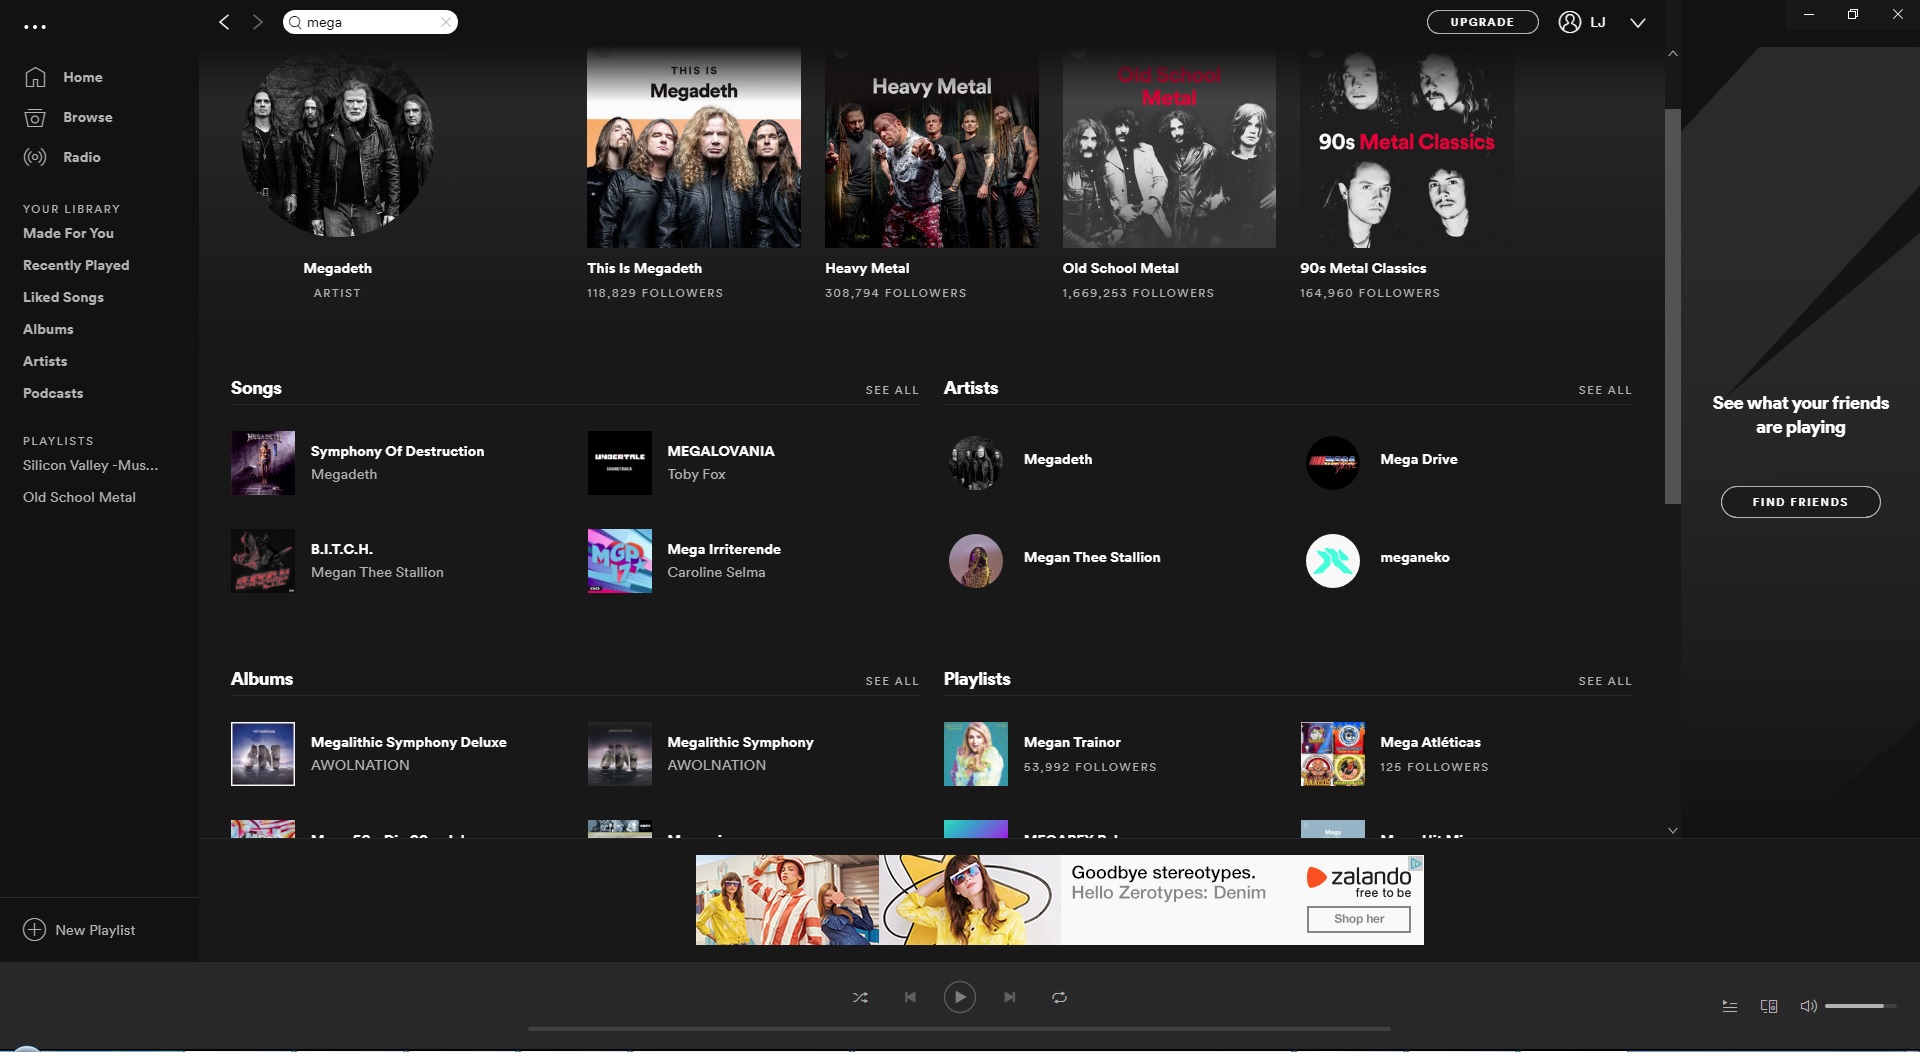 mega
UPGRADE
LJ
Home
Browse
Radio
YOUR LIBRARY
Made For You
Recently Played
Liked Songs
Albums
Artists
Podcasts
PLAYLISTS
Silicon Valley -Mus...
Old School Metal
New Playlist
THIS IS
Megadeth
Heavy Metal
Old School
Metal
90s Metal Classics
Megadeth
ARTIST
This Is Megadeth
118,829 FOLLOWERS
Heavy Metal
308,794 FOLLOWERS
Old School Metal
1,669,253 FOLLOWERS
90s Metal Classics
164,960 FOLLOWERS
Songs
SEE ALL
MEGADETH
Symphony Of Destruction
Megadeth
UNDERTALE
SOUNDTRACK
MEGALOVANIA
Toby Fox
B.I.T.C.H.
Megan Thee Stallion
MGP
17
Mega Irriterende
Caroline Selma
Artists
SEE ALL
Megadeth
Mega Drive
Megan Thee Stallion
meganeko
Albums
SEE ALL
Megalithic Symphony Deluxe
AWOLNATION
Megalithic Symphony
AWOLNATION
Playlists
SEE ALL
Megan Trainor
53,992 FOLLOWERS
Mega Atléticas
125 FOLLOWERS
See what your friends
are playing
FIND FRIENDS
Goodbye stereotypes.
Hello Zerotypes: Denim
zalando
free to be
Shop her